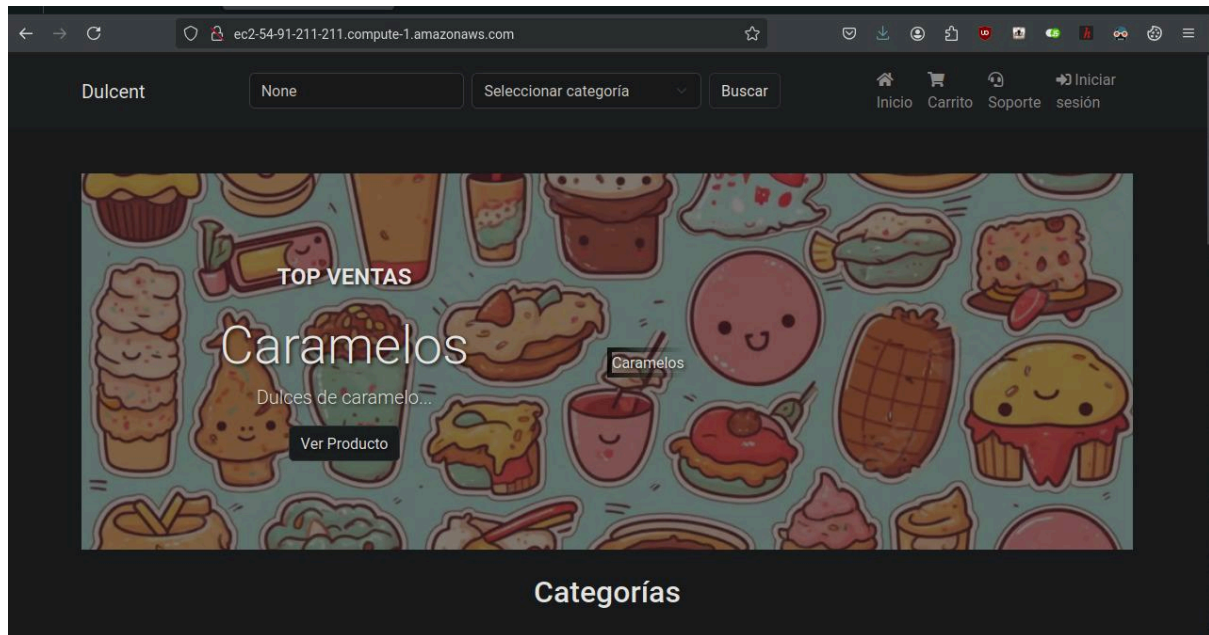 ec2-54-91-211-211.compute-1.amazonaws.com
Dulcent
None
Seleccionar categoría
Buscar
Inicio
Carrito
Soporte
Iniciar
sesión
TOP VENTAS
Caramelos
Dulces de caramelo...
Ver Producto
Caramelos
Categorías